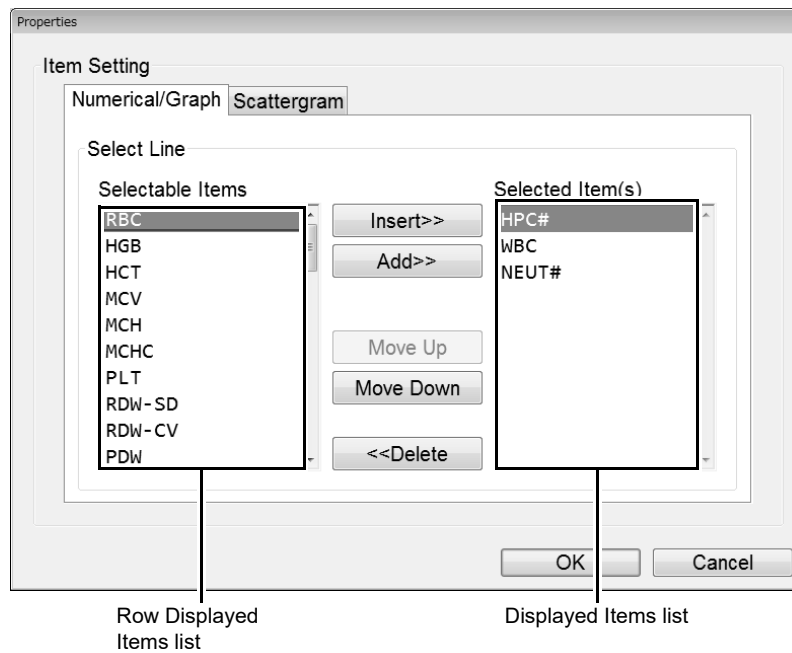 Properties
Item Setting
Numerical/Graph
Scattergram
Select Line
Selectable Items
RBC
HGB
HCT
MCV
MCH
MCHC
PLT
RDW-SD
RDW-CV
PDW
Insert>>
Add>>
Move Up
Move Down
<<Delete
Selected Item(s)
HPC#
WBC
NEUT#
OK
Cancel
Row Displayed
Items list
Displayed Items list